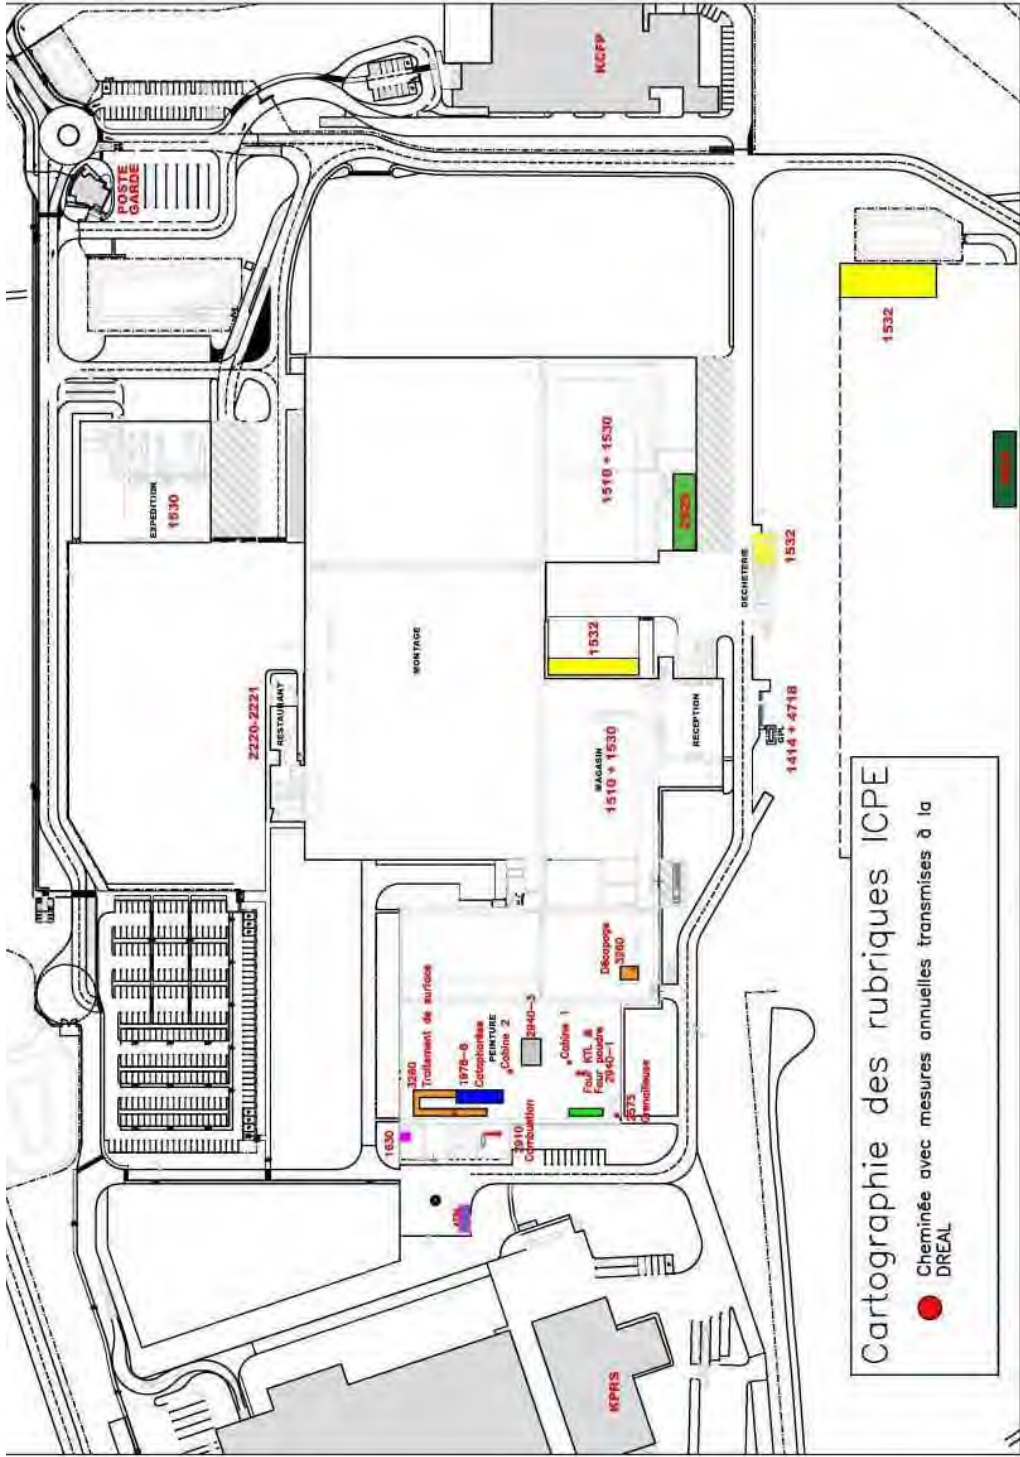 KCFP
POSTE
GARDE
1532
EXPEDITION
1530
1510 + 1530
2925
DECHETERIE
1532
1532
MONTAGE
2220-2221
RESTAURANT
MAGASIN
1510 + 1530
RECEPTION
GPL
1414 + 4718
Décapage
3260
3260
Traitement de surface
1978-8
Cataphorèse
PEINTURE
Cabine 2
2940-3
Cabine 1
Four KTL &
Four poudre
2940-1
2575
Grenailleuse
1630
2910
Combustion
KPRS
Cartographie des rubriques ICPE
Cheminée avec mesures annuelles transmises à la
DREAL